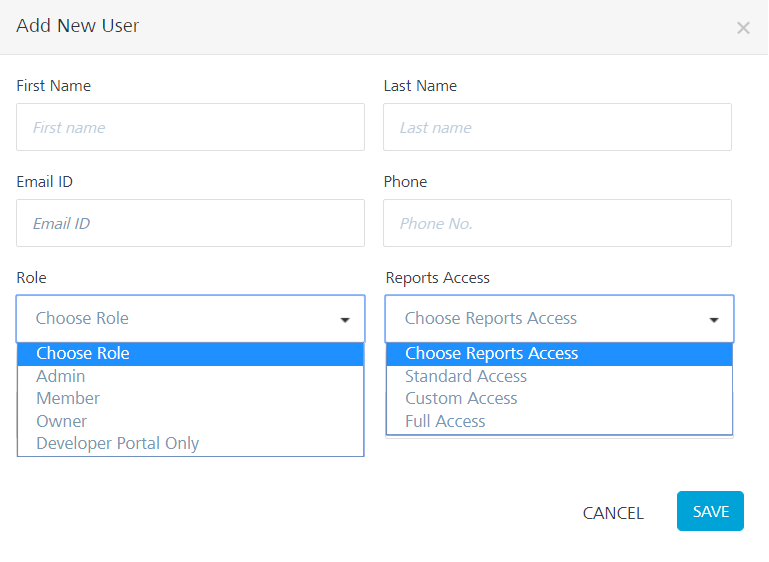 Add New User
First Name
Last Name
First name
Last name
Email ID
Phone
Email ID
Phone No.
Role
Reports Access
Choose Role
Choose Reports Access
Choose Role
Admin
Member
Owner
Developer Portal Only
Choose Reports Access
Standard Access
Custom Access
Full Access
CANCEL
SAVE